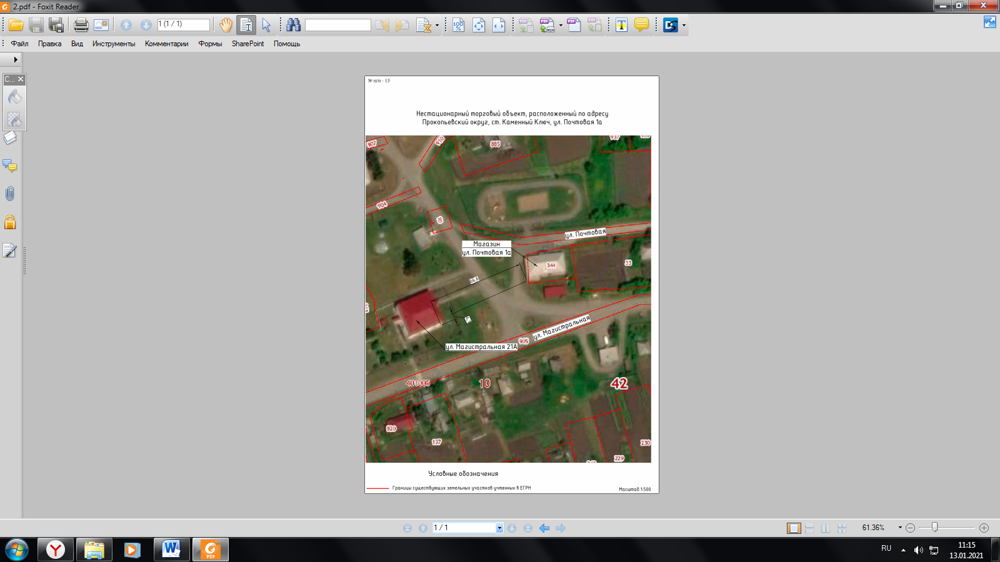 2.pdf - Foxit Reader
1 (1 / 1)
Файл Правка Вид Инструменты Комментарии Формы SharePoint Помощь
С...
№ п/п - 13
Нестационарный торговый объект, расположенный по адресу
Прокопьевский округ, ст. Каменный Ключ, ул. Почтовая 1а
907
910
885
937
904
10
ул. Почтовая
Магазин
ул. Почтовая 1а
344
33
66,0
ул. Магистральная
905
ул. Магистральная 21А
401005
10
42
820
137
230
229
Условные обозначения
Границы существующих земельных участков учтенных в ЕГРН
Масштаб 1:500
1 / 1
61.36%
RU
11:15
13.01.2021